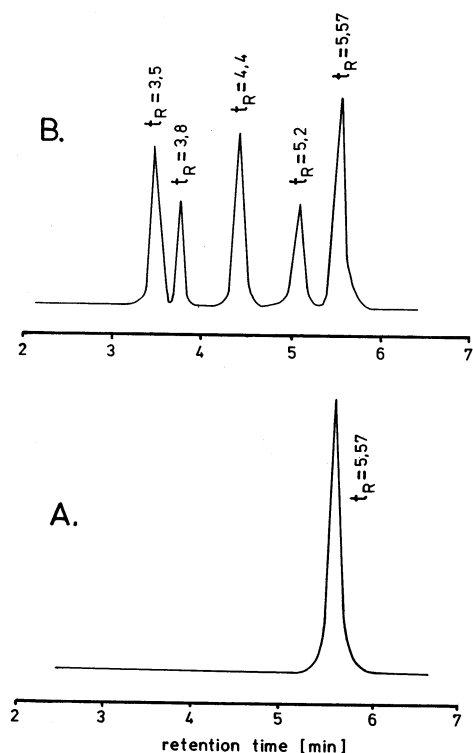 B.
t_R = 3,5
t_R = 3,8
t_R = 4,4
t_R = 5,2
t_R = 5,57
2 3 4 5 6 7
A.
t_R = 5,57
2 3 4 5 6 7
retention time [min]